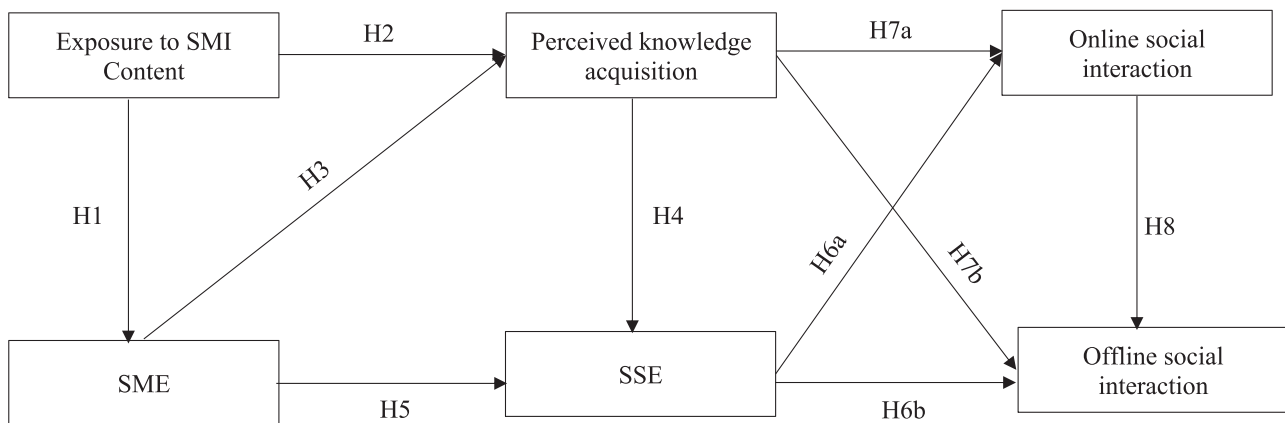 Exposure to SMI
Content
H2
Perceived knowledge
acquisition
H7a
Online social
interaction
H1
H3
H4
H6a
H7b
H8
SME
H5
SSE
H6b
Offline social
interaction